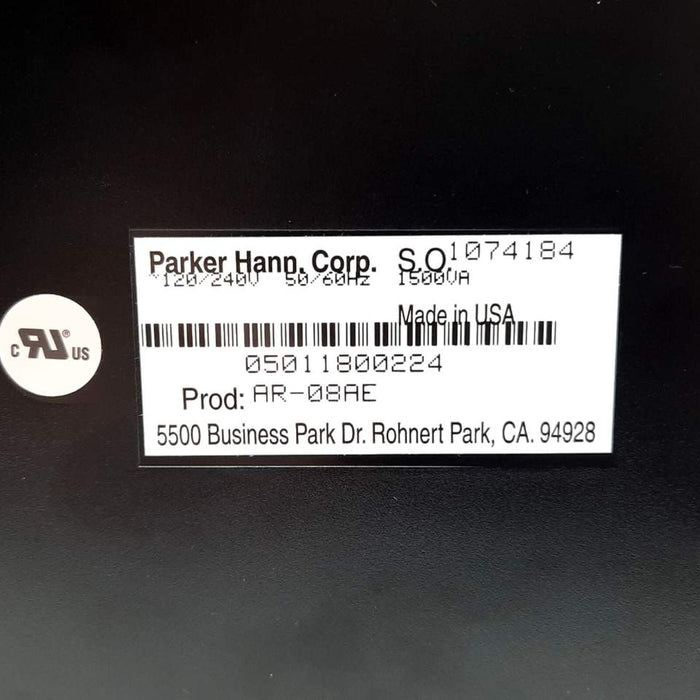 Parker Hann. Corp. S.O. 1074184
~120/240V 50/60Hz 1500VA
Made in USA
05011800224
Prod: AR-08AE
5500 Business Park Dr. Rohnert Park, CA. 94928
c RU® US